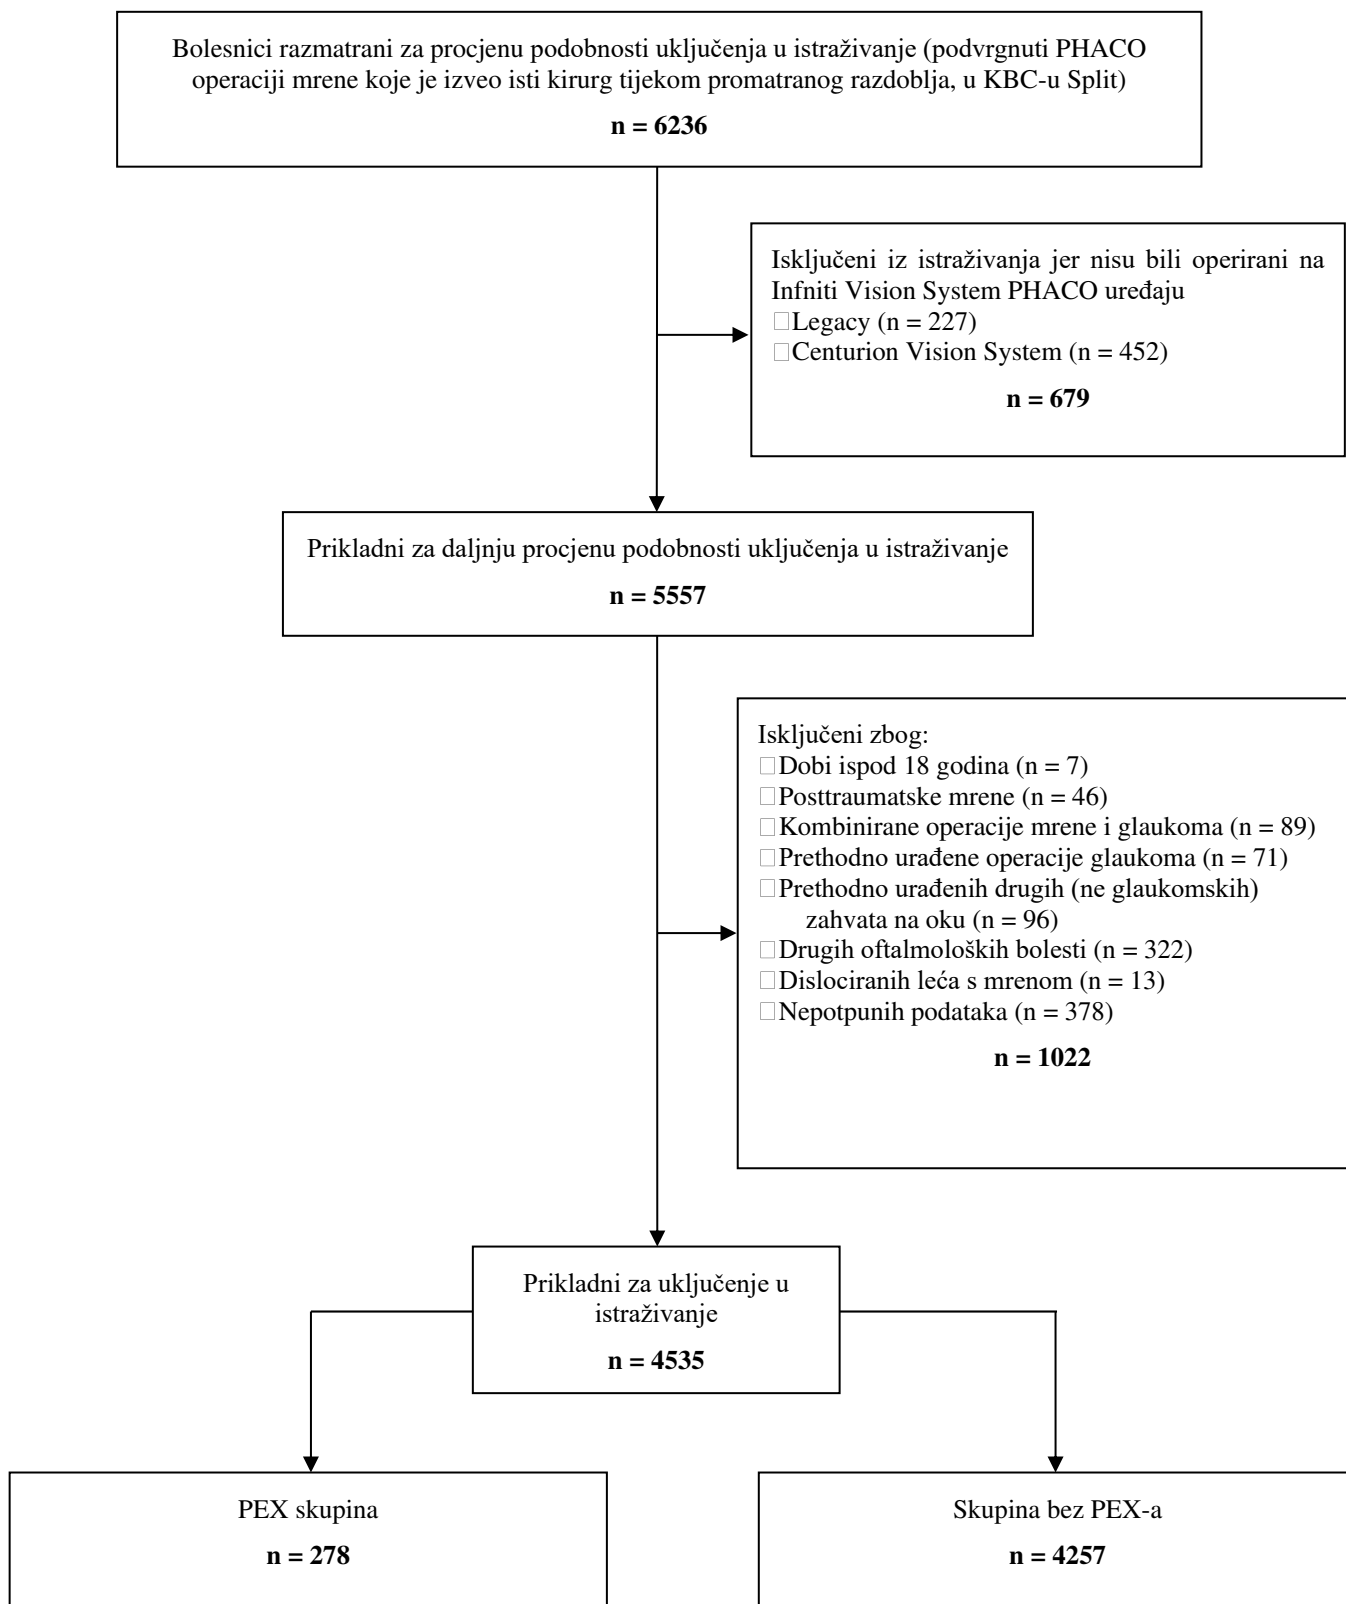 Bolesnici razmatrani za procjenu podobnosti uključenja u istraživanje (podvrgnuti PHACO
operaciji mrene koje je izveo isti kirurg tijekom promatranog razdoblja, u KBC-u Split)
n = 6236
Isključeni iz istraživanja jer nisu bili operirani na
Infniti Vision System PHACO uređaju
□Legacy (n = 227)
□Centurion Vision System (n = 452)
n = 679
Prikladni za daljnju procjenu podobnosti uključenja u istraživanje
n = 5557
Isključeni zbog:
□Dobi ispod 18 godina (n = 7)
□Posttraumatske mrene (n = 46)
□Kombinirane operacije mrene i glaukoma (n = 89)
□Prethodno urađene operacije glaukoma (n = 71)
□Prethodno urađenih drugih (ne glaukomskih)
zahvata na oku (n = 96)
□Drugih oftalmoloških bolesti (n = 322)
□Dislociranih leća s mrenom (n = 13)
□Nepotpunih podataka (n = 378)
n = 1022
Prikladni za uključenje u
istraživanje
n = 4535
PEX skupina
n = 278
Skupina bez PEX-a
n = 4257